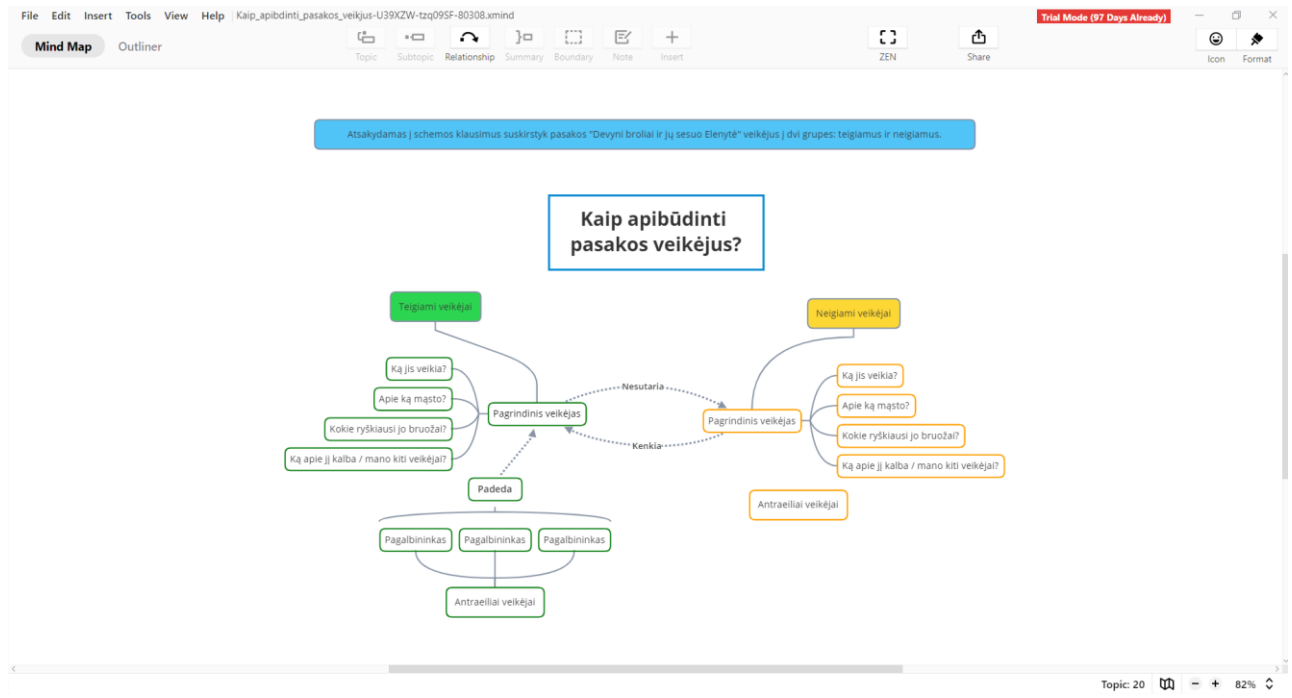 File Edit Insert Tools View Help Kaip_apibdinti_pasakos_veikjus-U39XZW-tzq09SF-80308.xmind
Trial Mode (97 Days Already)
Mind Map Outliner
Topic Subtopic Relationship Summary Boundary Note Insert
ZEN Share
Icon Format
Atsakydamas į schemos klausimus suskirstyk pasakos "Devyni broliai ir jų sesuo Elenytė" veikėjus į dvi grupes: teigiamus ir neigiamus.
Kaip apibūdinti
pasakos veikėjus?
Teigiami veikėjai
Ką jis veikia?
Apie ką mąsto?
Kokie ryškiausi jo bruožai?
Ką apie jį kalba / mano kiti veikėjai?
Pagrindinis veikėjas
Nesutaria
Kenkia
Padeda
Pagalbininkas Pagalbininkas Pagalbininkas
Antraeiliai veikėjai
Neigiami veikėjai
Pagrindinis veikėjas
Ką jis veikia?
Apie ką mąsto?
Kokie ryškiausi jo bruožai?
Ką apie jį kalba / mano kiti veikėjai?
Antraeiliai veikėjai
Topic: 20 82%